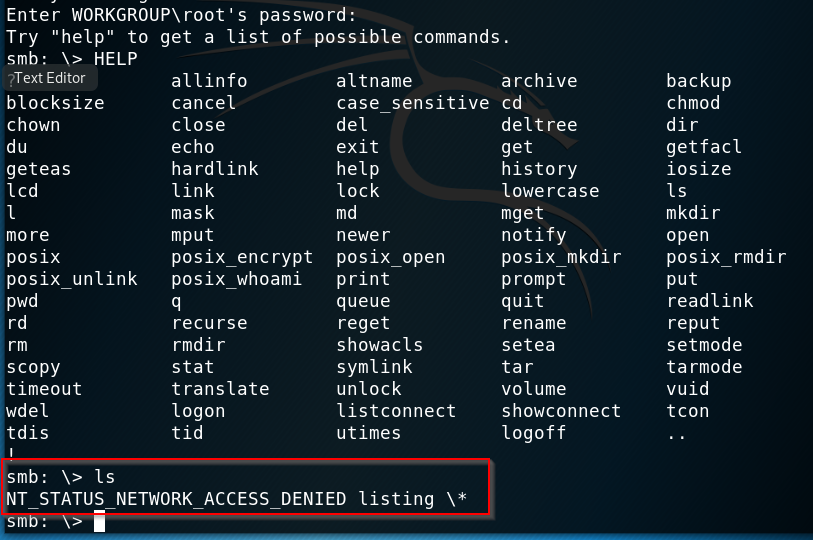 Enter WORKGROUP\root's password:
Try "help" to get a list of possible commands.
smb: \> HELP
? allinfo altname archive backup
Text Editor
blocksize cancel case_sensitive cd chmod
chown close del deltree dir
du echo exit get getfacl
geteas hardlink help history iosize
lcd link lock lowercase ls
l mask md mget mkdir
more mput newer notify open
posix posix_encrypt posix_open posix_mkdir posix_rmdir
posix_unlink posix_whoami print prompt put
pwd q queue quit readlink
rd recurse reget rename reput
rm rmdir showacls setea setmode
scopy stat symlink tar tarmode
timeout translate unlock volume vuid
wdel logon listconnect showconnect tcon
tdis tid utimes logoff ..
!
smb: \> ls
NT_STATUS_NETWORK_ACCESS_DENIED listing \*
smb: \>